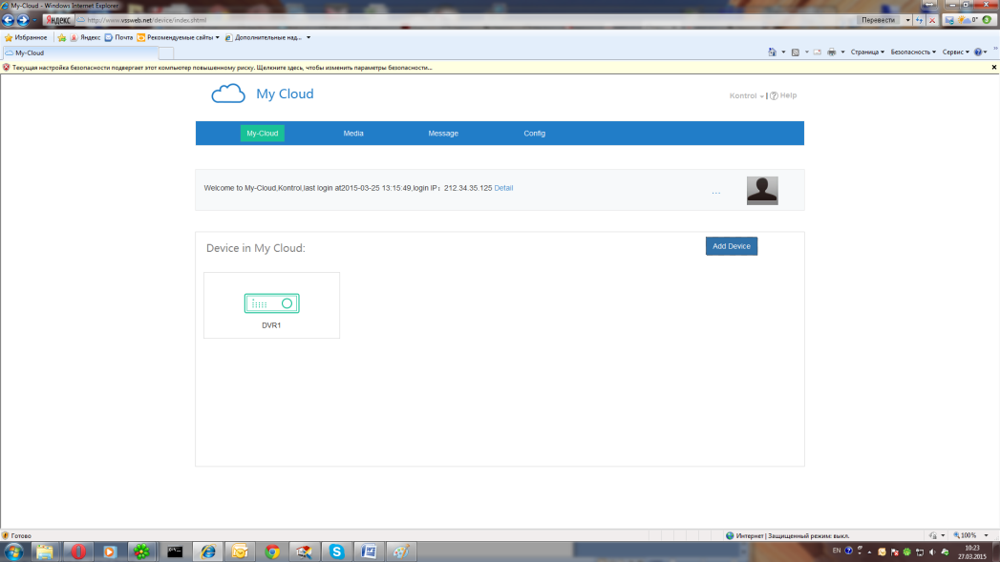 My-Cloud - Windows Internet Explorer
Яндекс http://www.vssweb.net/device/index.shtml Перевести
Избранное Яндекс Почта Рекомендуемые сайты Дополнительные над...
My-Cloud Страница Безопасность Сервис
Текущая настройка безопасности подвергает этот компьютер повышенному риску. Щелкните здесь, чтобы изменить параметры безопасности...
My Cloud
Kontrol | Help
My-Cloud Media Message Config
Welcome to My-Cloud,Kontrol,last login at2015-03-25 13:15:49,login IP：212.34.35.125 Detail ...
Device in My Cloud: Add Device
DVR1
Готово Интернет | Защищенный режим: выкл. 100%
EN 10:23
27.03.2015